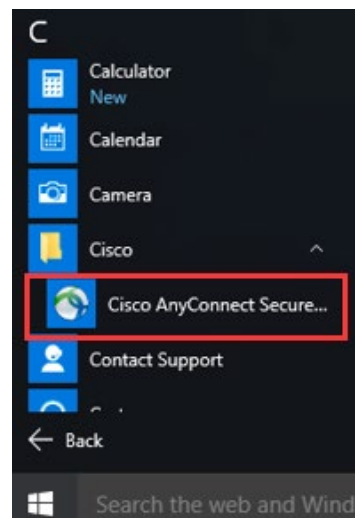 C
Calculator
New
Calendar
Camera
Cisco
Cisco AnyConnect Secure...
Contact Support
Back
Search the web and Wind